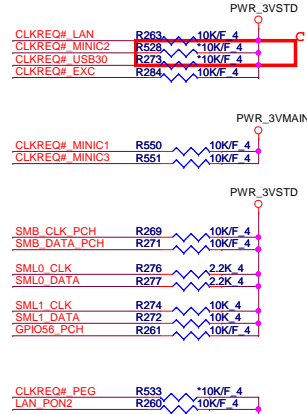 PWR_3VSTD
CLKREQ#_LAN R263 10K/F_4 C
CLKREQ#_MINIC2 R528 *10K/F_4
CLKREQ#_USB30 R273 *10K/F_4
CLKREQ#_EXC R284 10K/F_4
PWR_3VMAIN
CLKREQ#_MINIC1 R550 10K/F_4
CLKREQ#_MINIC3 R551 10K/F_4
PWR_3VSTD
SMB_CLK_PCH R269 10K/F_4
SMB_DATA_PCH R271 10K/F_4
SML0_CLK R276 2.2K_4
SML0_DATA R277 2.2K_4
SML1_CLK R274 10K_4
SML1_DATA R272 10K_4
GPIO56_PCH R261 10K/F_4
CLKREQ#_PEG R533 *10K/F_4
LAN_PON2 R260 10K/F_4